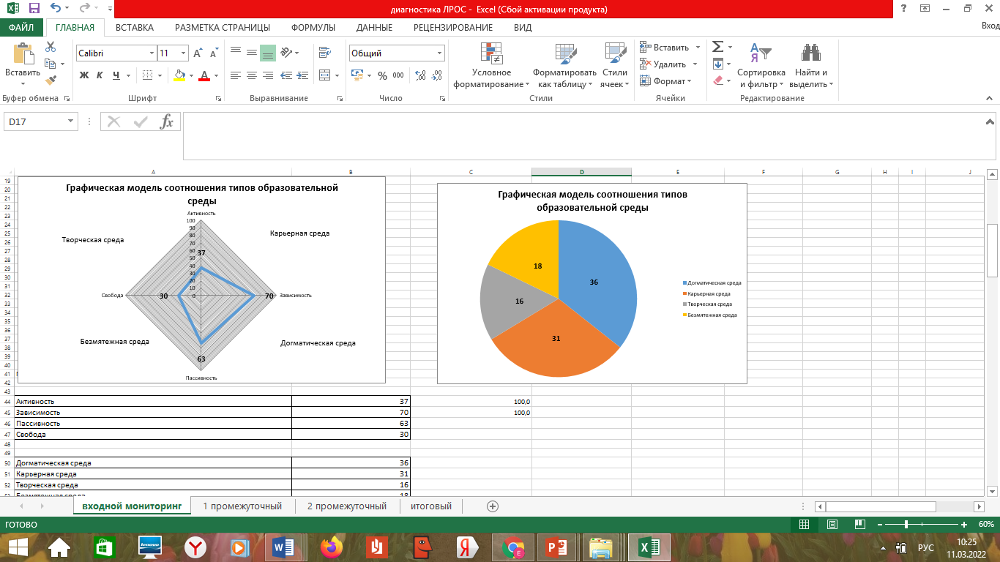 диагностика ЛРОС - Excel (Сбой активации продукта)
ФАЙЛ ГЛАВНАЯ ВСТАВКА РАЗМЕТКА СТРАНИЦЫ ФОРМУЛЫ ДАННЫЕ РЕЦЕНЗИРОВАНИЕ ВИД Вход
Вставить
Calibri 11
Ж К Ч А
Общий
% 000
Условное форматирование
Форматировать как таблицу
Стили ячеек
Вставить
Удалить
Формат
Сортировка и фильтр
Найти и выделить
Буфер обмена Шрифт Выравнивание Число Стили Ячейки Редактирование
D17 fx
A B C D E F G H I J
19
20
21
22
23
24
25
26
27
28
29
30
31
32
33
34
35
36
37
38
39
40
41
42
43
Графическая модель соотношения типов образовательной
среды
Активность
100
90
80
70
60
50
40
30
20
10
0
Творческая среда
Карьерная среда
37
Свобода
30
70
Зависимость
Безмятежная среда
Догматическая среда
63
Пассивность
Графическая модель соотношения типов
образовательной среды
18
36
16
31
Догматическая среда
Карьерная среда
Творческая среда
Безмятежная среда
44 Активность 37 100,0
45 Зависимость 70 100,0
46 Пассивность 63
47 Свобода 30
48
49
50 Догматическая среда 36
51 Карьерная среда 31
52 Творческая среда 16
Безмятежная среда 18
входной мониторинг 1 промежуточный 2 промежуточный итоговый
ГОТОВО 60%
lenovo
РУС
10:25
11.03.2022